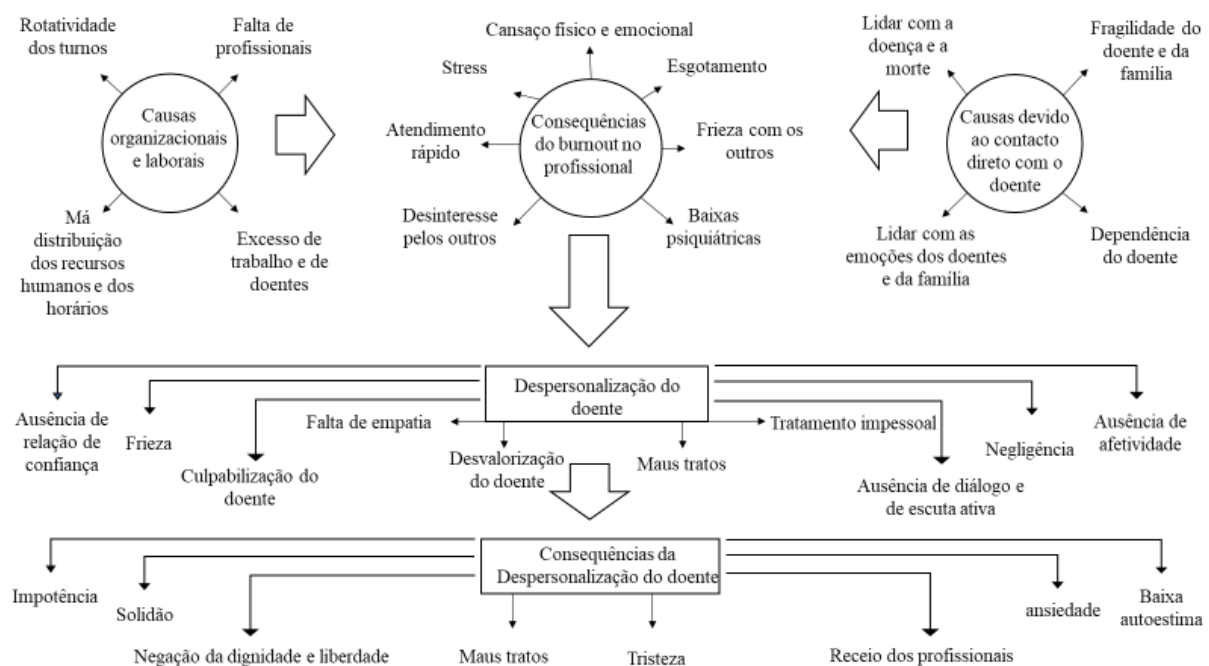 Rotatividade
dos turnos
Falta de
profissionais
Causas
organizacionais
e laborais
Má
distribuição
dos recursos
humanos e dos
horários
Excesso de
trabalho e de
doentes
Cansaço físico e emocional
Stress
Esgotamento
Atendimento
rápido
Consequências
do burnout no
profissional
Frieza com os
outros
Desinteresse
pelos outros
Baixas
psiquiátricas
Lidar com a
doença e a
morte
Fragilidade do
doente e da
família
Causas devido
ao contacto
direto com o
doente
Lidar com as
emoções dos doentes
e da família
Dependência
do doente
Despersonalização do
doente
Ausência de
relação de
confiança
Frieza
Culpabilização do
doente
Falta de empatia
Desvalorização
do doente
Maus tratos
Tratamento impessoal
Ausência de diálogo e
de escuta ativa
Negligência
Ausência de
afetividade
Consequências da
Despersonalização do doente
Impotência
Solidão
Negação da dignidade e liberdade
Maus tratos
Tristeza
Receio dos profissionais
ansiedade
Baixa
autoestima